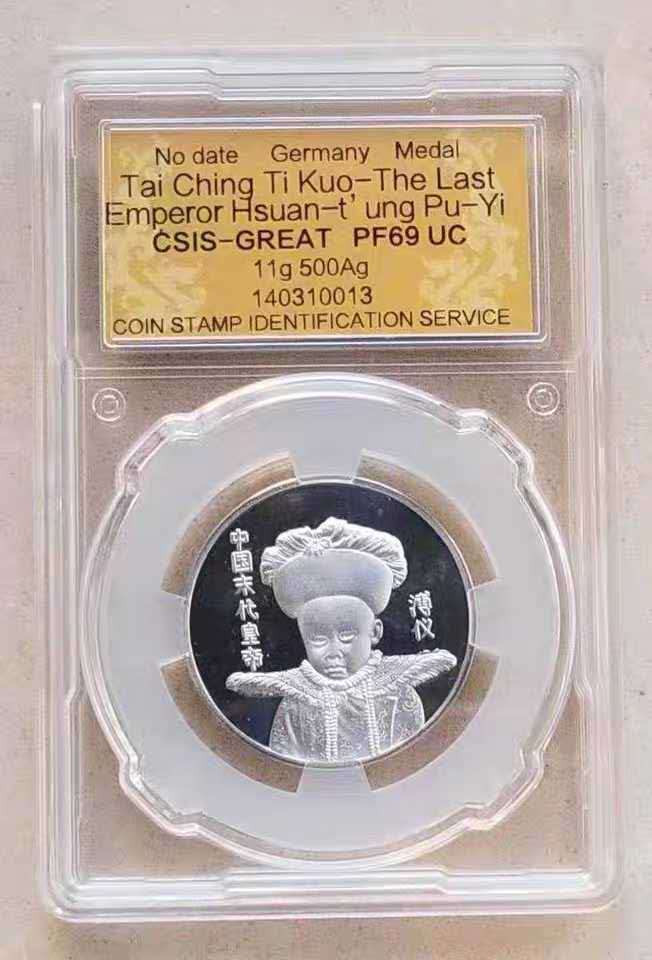 No date Germany Medal
Tai Ching Ti Kuo-The Last
Emperor Hsuan-t' ung Pu-Yi
CSIS-GREAT PF69 UC
11g 500Ag
140310013
COIN STAMP IDENTIFICATION SERVICE
中国末代皇帝
溥仪